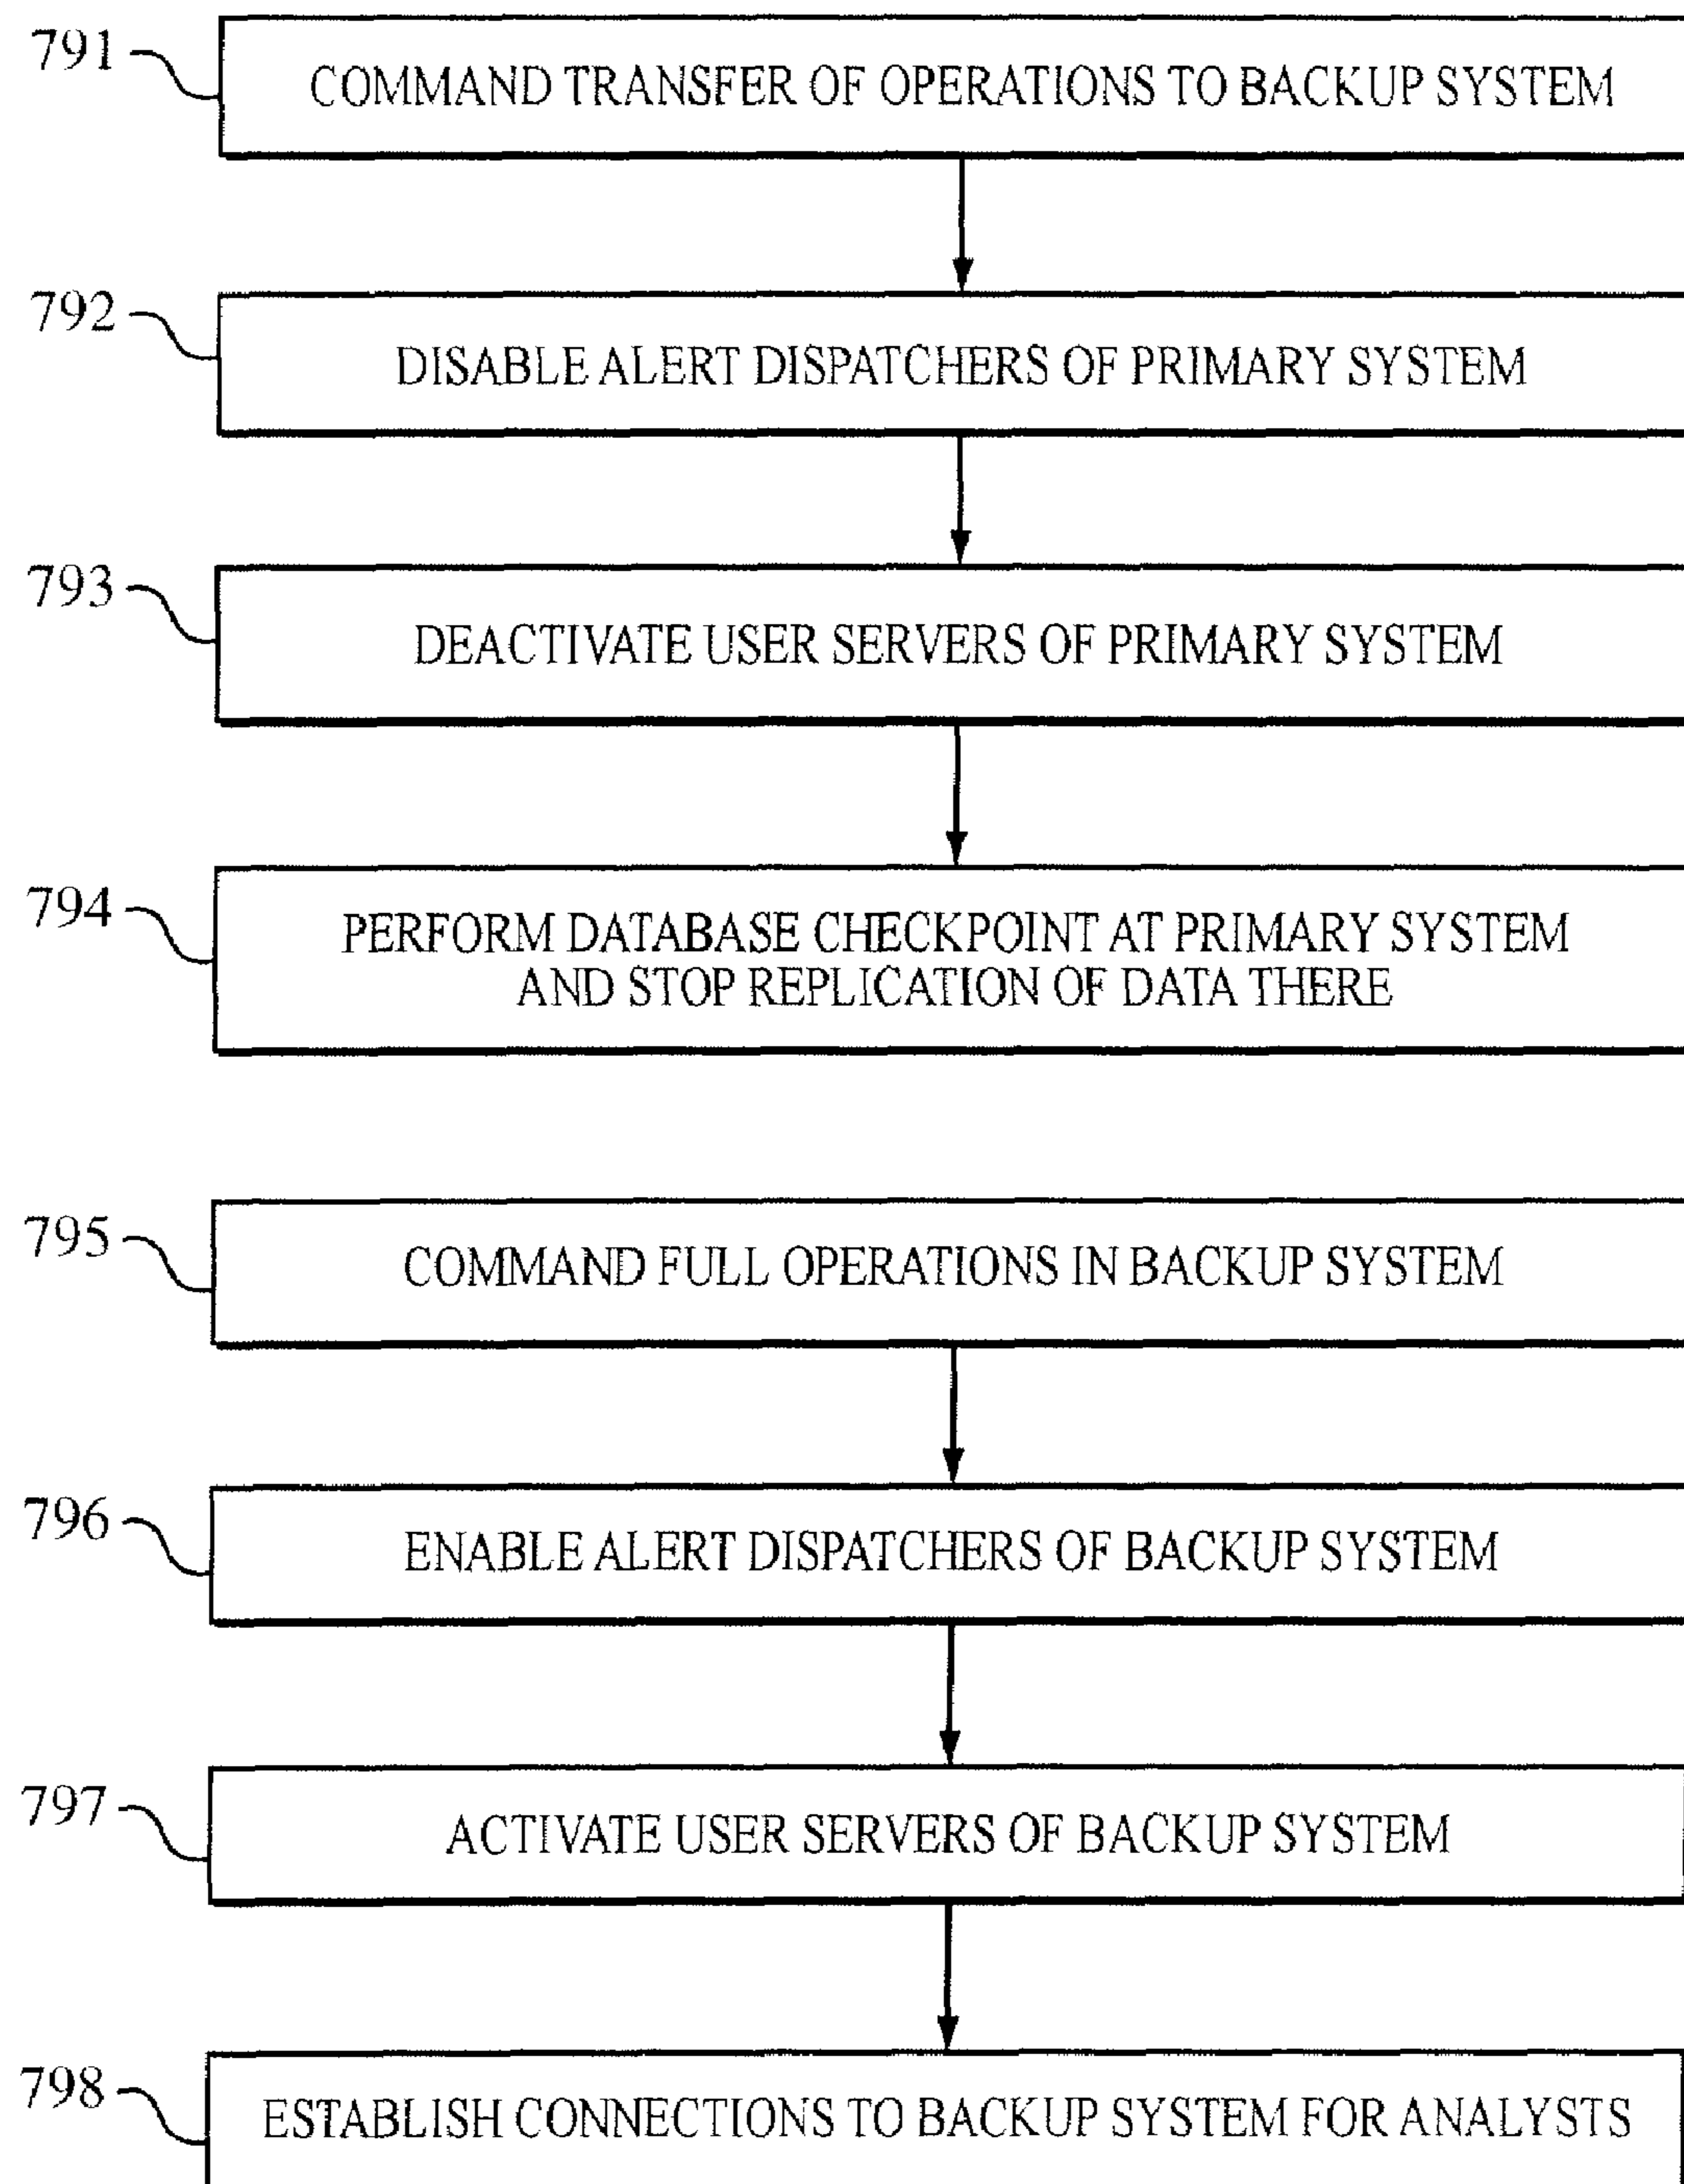 791
COMMAND TRANSFER OF OPERATIONS TO BACKUP SYSTEM
792
DISABLE ALERT DISPATCHERS OF PRIMARY SYSTEM
793
DEACTIVATE USER SERVERS OF PRIMARY SYSTEM
794
PERFORM DATABASE CHECKPOINT AT PRIMARY SYSTEM
AND STOP REPLICATION OF DATA THERE
795
COMMAND FULL OPERATIONS IN BACKUP SYSTEM
796
ENABLE ALERT DISPATCHERS OF BACKUP SYSTEM
797
ACTIVATE USER SERVERS OF BACKUP SYSTEM
798
ESTABLISH CONNECTIONS TO BACKUP SYSTEM FOR ANALYSTS